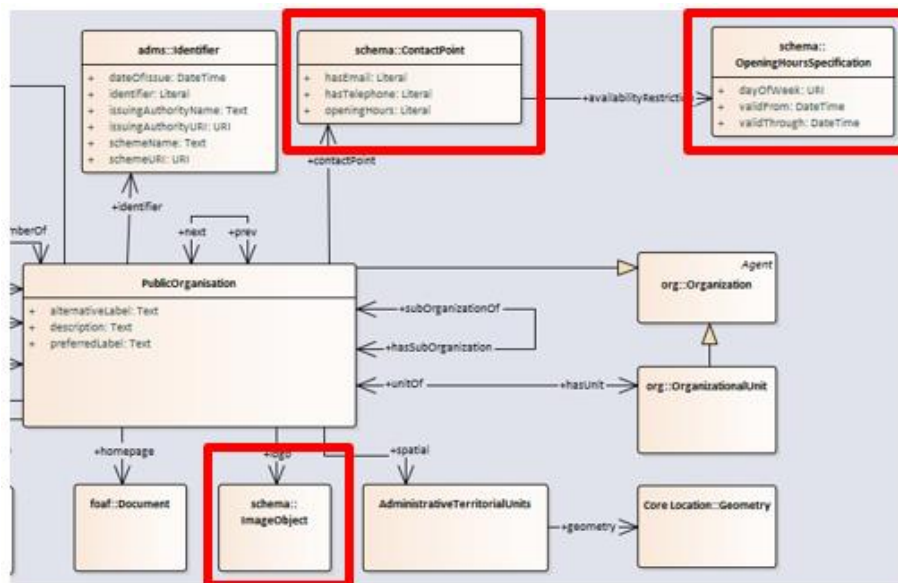 adms::Identifier
+ dateOfIssue: DateTime
+ identifier: Literal
+ issuingAuthorityName: Text
+ issuingAuthorityURI: URI
+ schemeName: Text
+ schemeURI: URI
schema::ContactPoint
+ hasEmail: Literal
+ hasTelephone: Literal
+ openingHours: Literal
+availabilityRestrictio
schema::
OpeningHoursSpecification
+ dayOfWeek: URI
+ validFrom: DateTime
+ validThrough: DateTime
+contactPoint
+identifier
mberOf
+next +prev
PublicOrganisation
+ alternativeLabel: Text
+ description: Text
+ preferredLabel: Text
Agent
org::Organization
+subOrganizationOf
+hasSubOrganization
+unitOf
+hasUnit
org::OrganizationalUnit
+homepage
+logo
+spatial
foaf::Document
schema::
ImageObject
AdministrativeTerritorialUnits
+geometry
Core Location::Geometry